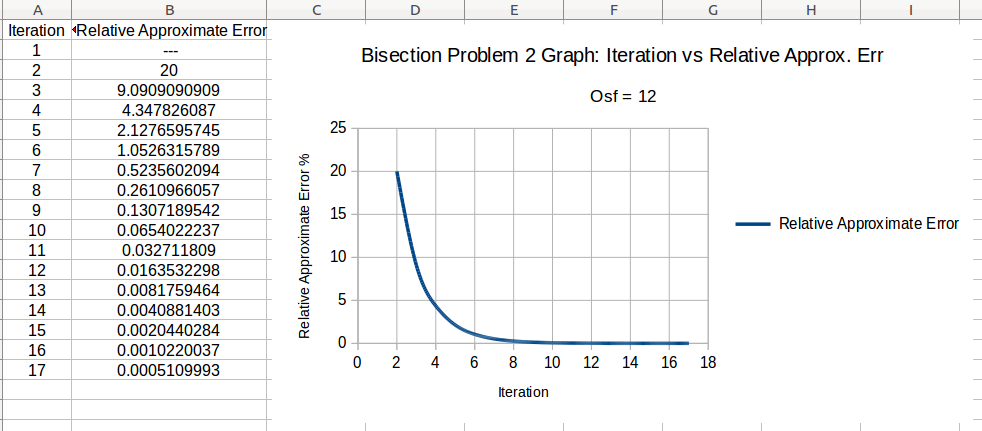 A B C D E F G H I
Iteration Relative Approximate Error
1 ---
2 20
3 9.0909090909
4 4.347826087
5 2.1276595745
6 1.0526315789
7 0.5235602094
8 0.2610966057
9 0.1307189542
10 0.0654022237
11 0.032711809
12 0.0163532298
13 0.0081759464
14 0.0040881403
15 0.0020440284
16 0.0010220037
17 0.0005109993
Bisection Problem 2 Graph: Iteration vs Relative Approx. Err
Osf = 12
Relative Approximate Error %
25
20
15
10
5
0
0 2 4 6 8 10 12 14 16 18
Iteration
Relative Approximate Error